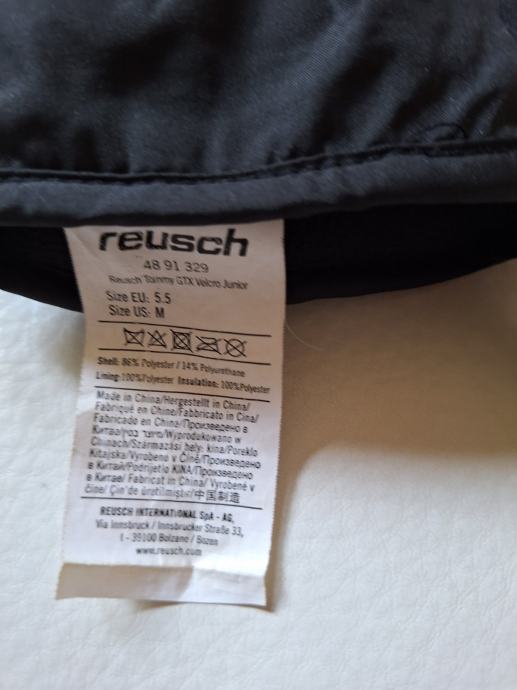 reusch
48 91 329
Reusch Tommy GTX Velcro Junior
Size EU: 5.5
Size US: M
Shell: 86% Polyester / 14% Polyurethane
Lining:100%Polyester Insulation: 100%Polyester
Made in China/Hergestellt in China/
Fabriqué en Chine/Fabbricato in Cina/
Fabricado en China/Произведено в
Китай/מיוצר בסין/Wyprodukowano w
Chinach/Származási hely: kína/Poreklo
Kitajska/Vyrobeno v Číně/Произведено
в Китай/Podrijetlo KINA/Произведено
в Китае/ Fabricat in China/ Vyrobené v
číne/ Çin'de üretilmiştir/中国制造
REUSCH INTERNATIONAL SpA - AG,
Via Innsbruck / Innsbrucker Straße 33,
I - 39100 Bolzano / Bozen
www.reusch.com